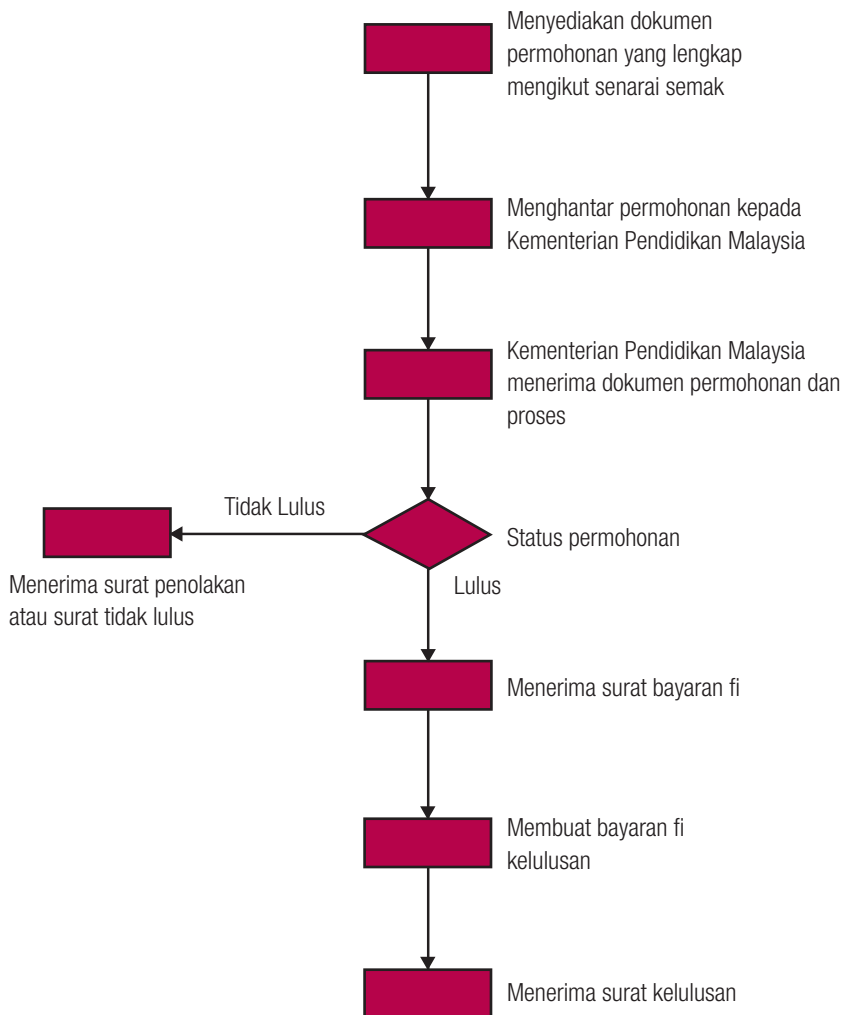 Menyediakan dokumen
permohonan yang lengkap
mengikut senarai semak
Menghantar permohonan kepada
Kementerian Pendidikan Malaysia
Kementerian Pendidikan Malaysia
menerima dokumen permohonan dan
proses
Tidak Lulus
Status permohonan
Menerima surat penolakan
atau surat tidak lulus
Lulus
Menerima surat bayaran fi
Membuat bayaran fi
kelulusan
Menerima surat kelulusan